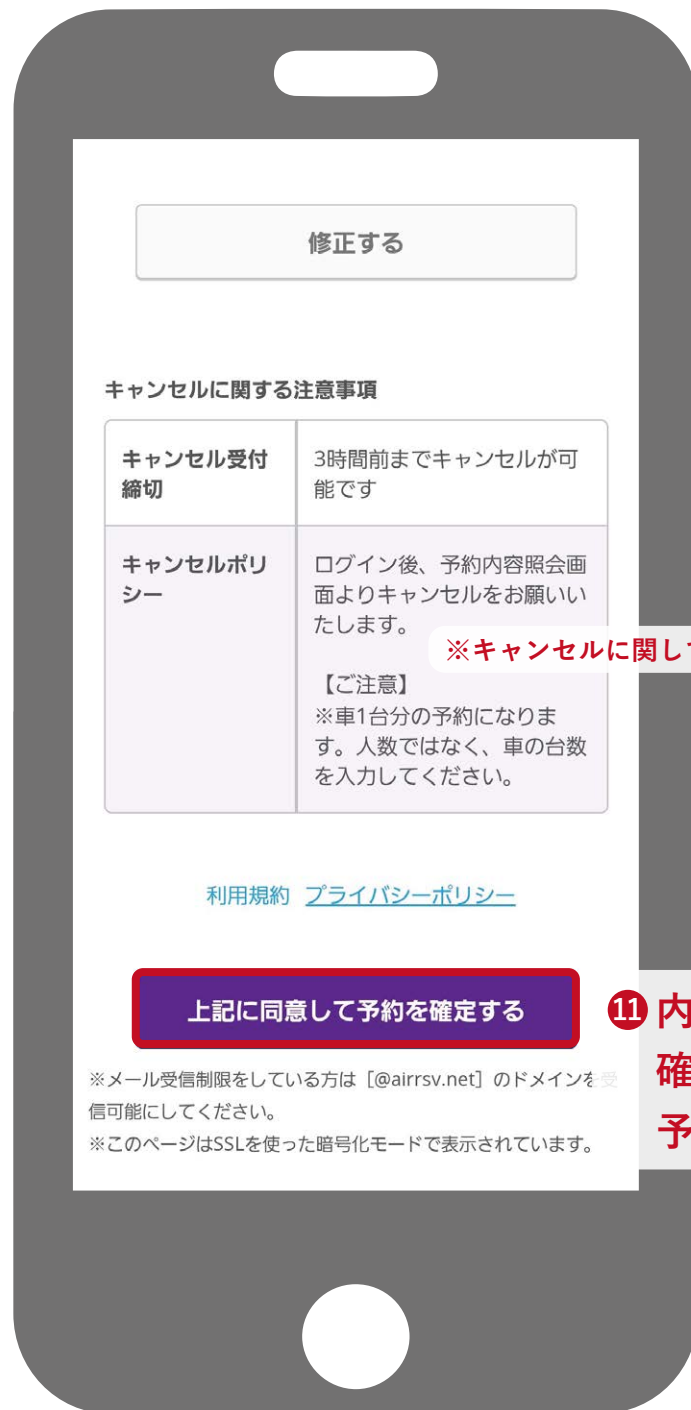 修正する
キャンセルに関する注意事項
キャンセル受付
締切
3時間前までキャンセルが可
能です
キャンセルポリ
シー
ログイン後、予約内容照会画
面よりキャンセルをお願いい
たします。
※キャンセルに関して
【ご注意】
※車1台分の予約になりま
す。人数ではなく、車の台数
を入力してください。
利用規約 プライバシーポリシー
上記に同意して予約を確定する
⓫ 内
確
予
※メール受信制限をしている方は［@airrsv.net］のドメインを受
信可能にしてください。
※このページはSSLを使った暗号化モードで表示されています。